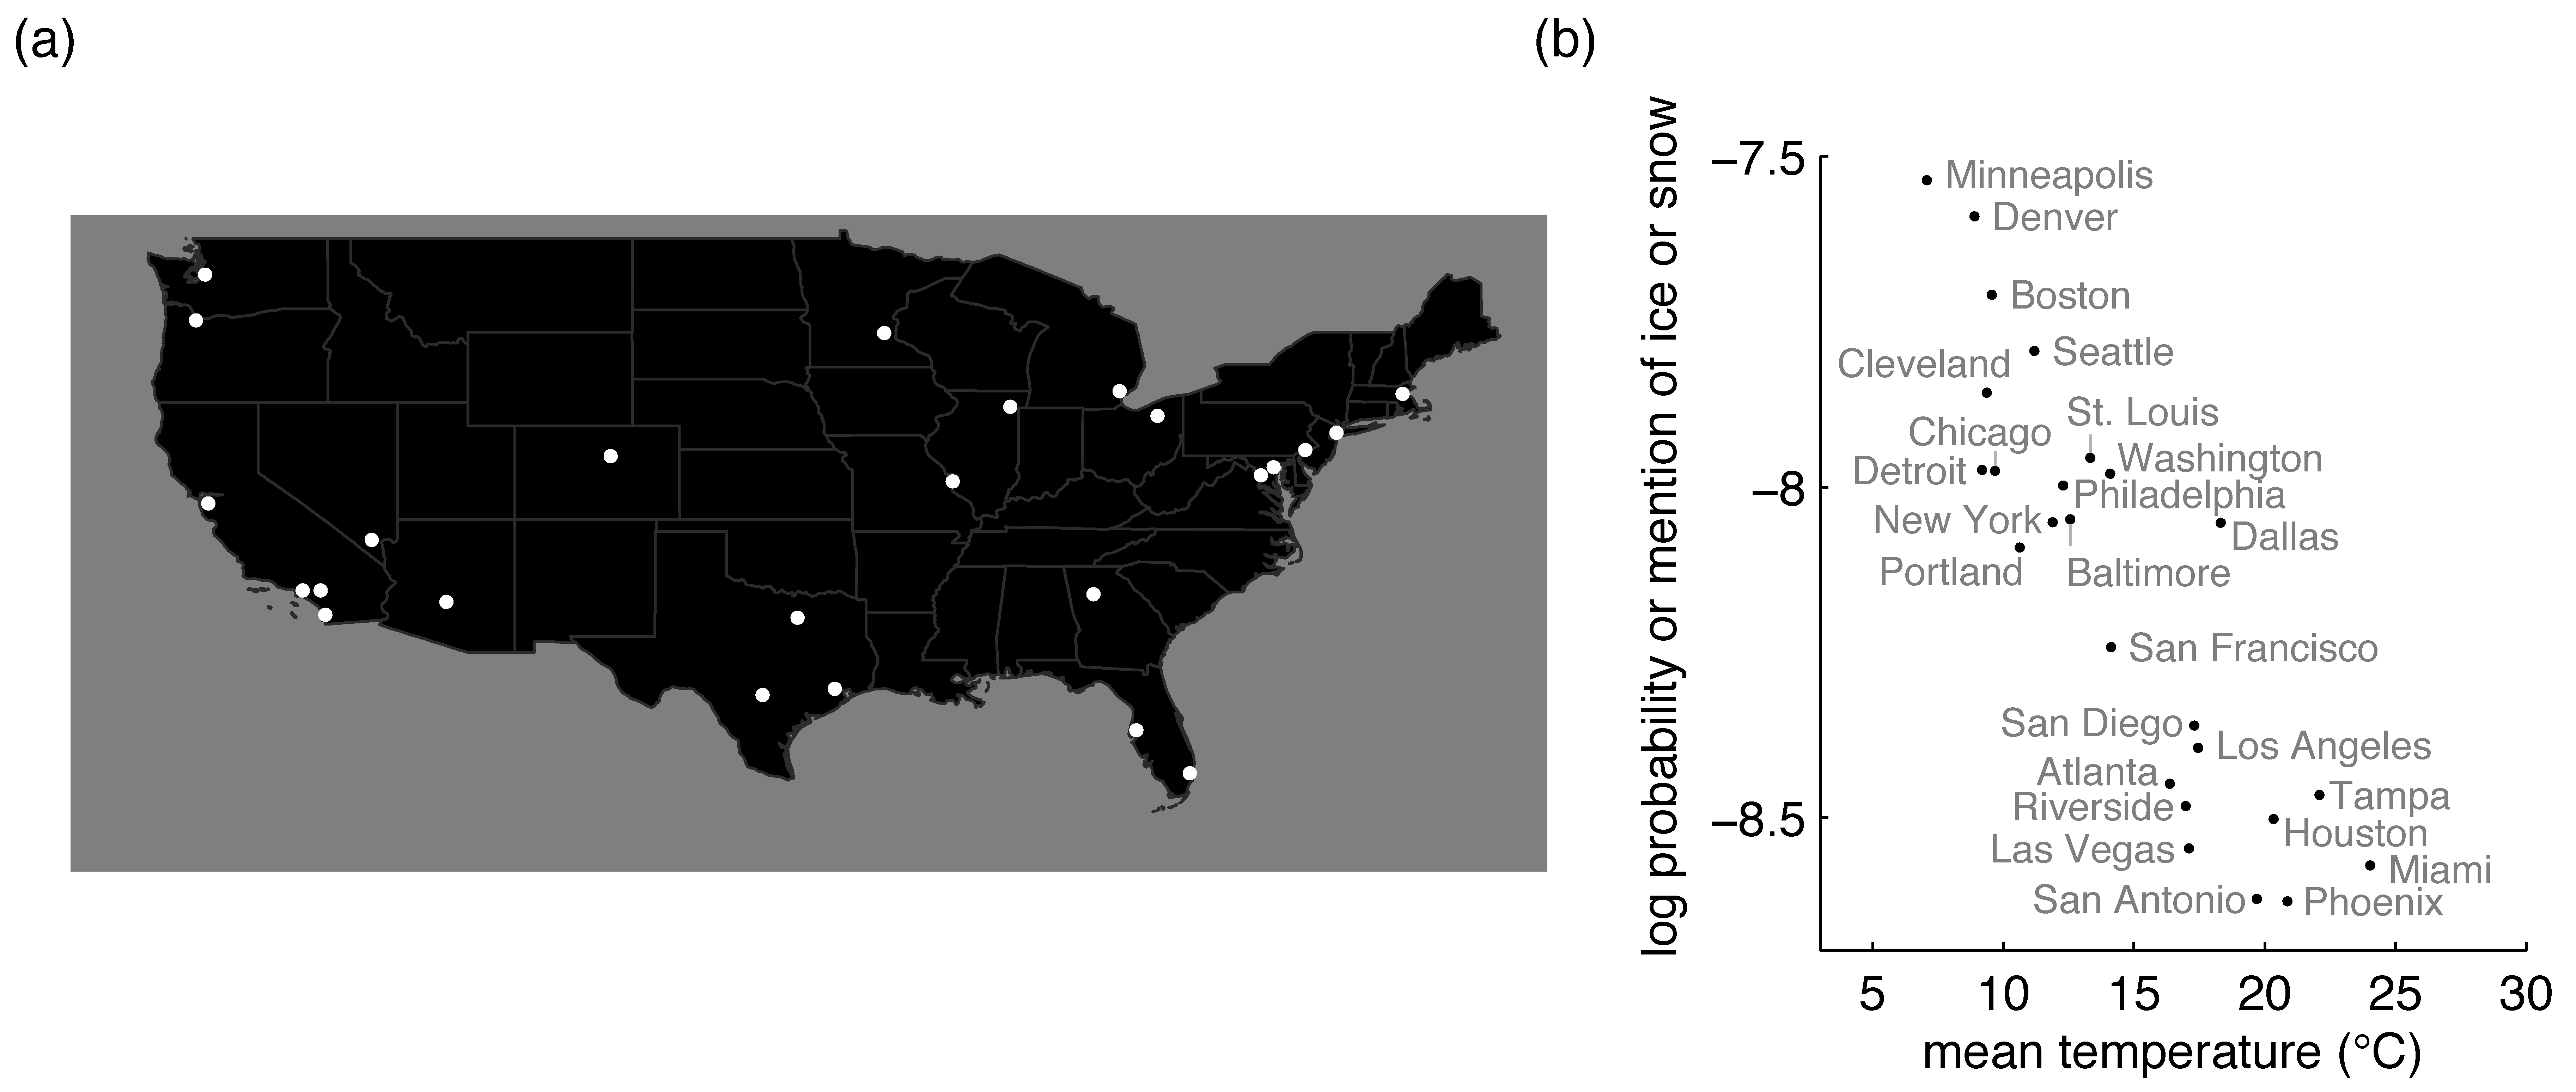 (a)
(b)
log probability or mention of ice or snow
−7.5
−8
−8.5
Minneapolis
Denver
Boston
Seattle
Cleveland
St. Louis
Chicago
Washington
Detroit
Philadelphia
New York
Dallas
Portland
Baltimore
San Francisco
San Diego
Los Angeles
Atlanta
Tampa
Riverside
Houston
Las Vegas
Miami
San Antonio
Phoenix
5 10 15 20 25 30
mean temperature (°C)